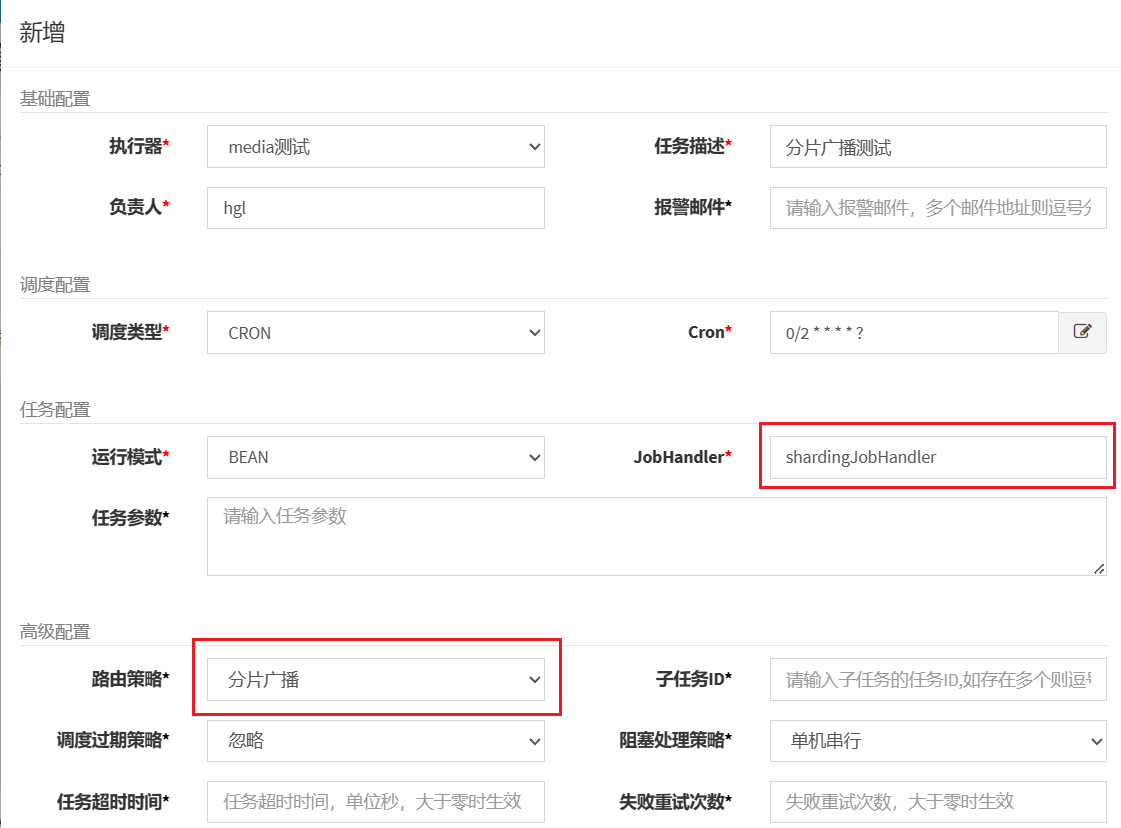 新增
基础配置
执行器* media测试 任务描述* 分片广播测试
负责人* hgl 报警邮件* 请输入报警邮件，多个邮件地址则逗号分
调度配置
调度类型* CRON Cron* 0/2 * * * * ?
任务配置
运行模式* BEAN JobHandler* shardingJobHandler
任务参数* 请输入任务参数
高级配置
路由策略* 分片广播 子任务ID* 请输入子任务的任务ID,如存在多个则逗号
调度过期策略* 忽略 阻塞处理策略* 单机串行
任务超时时间* 任务超时时间，单位秒，大于零时生效 失败重试次数* 失败重试次数，大于零时生效